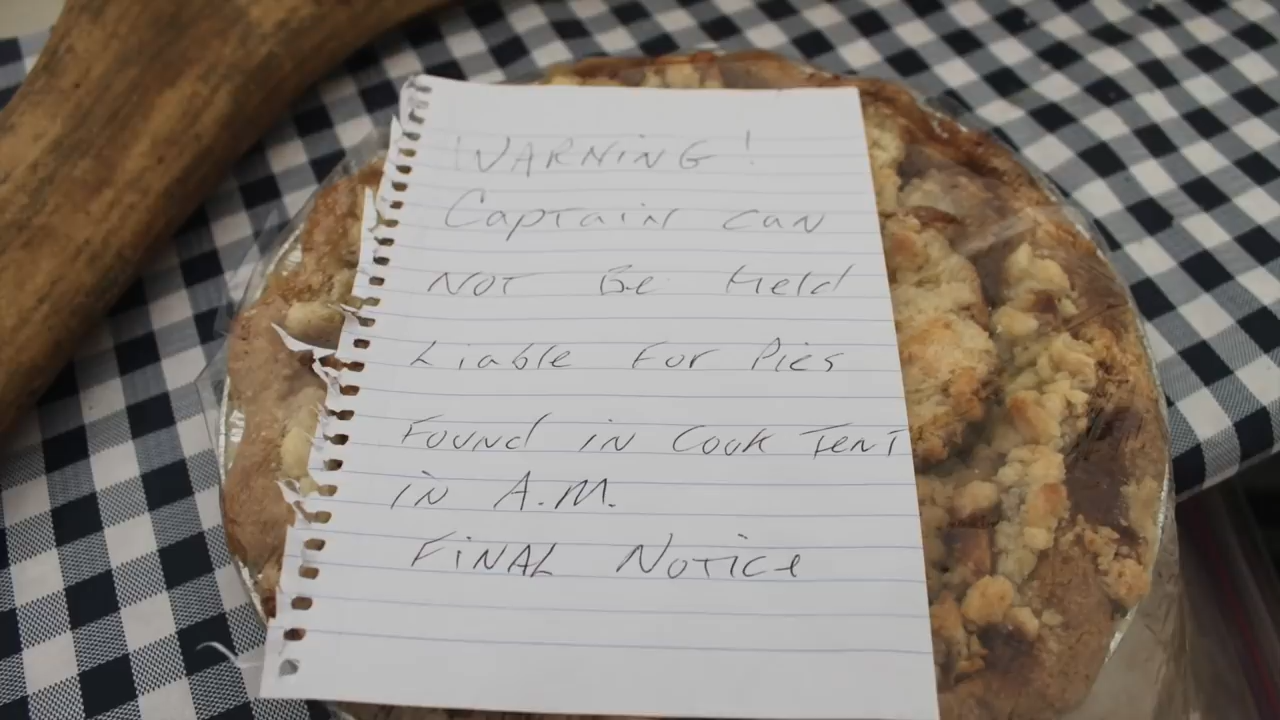 WARNING!
Captain can
NOT Be Held
Liable For Pies
Found in Cook Tent
in A.M.
FINAL NOTICE